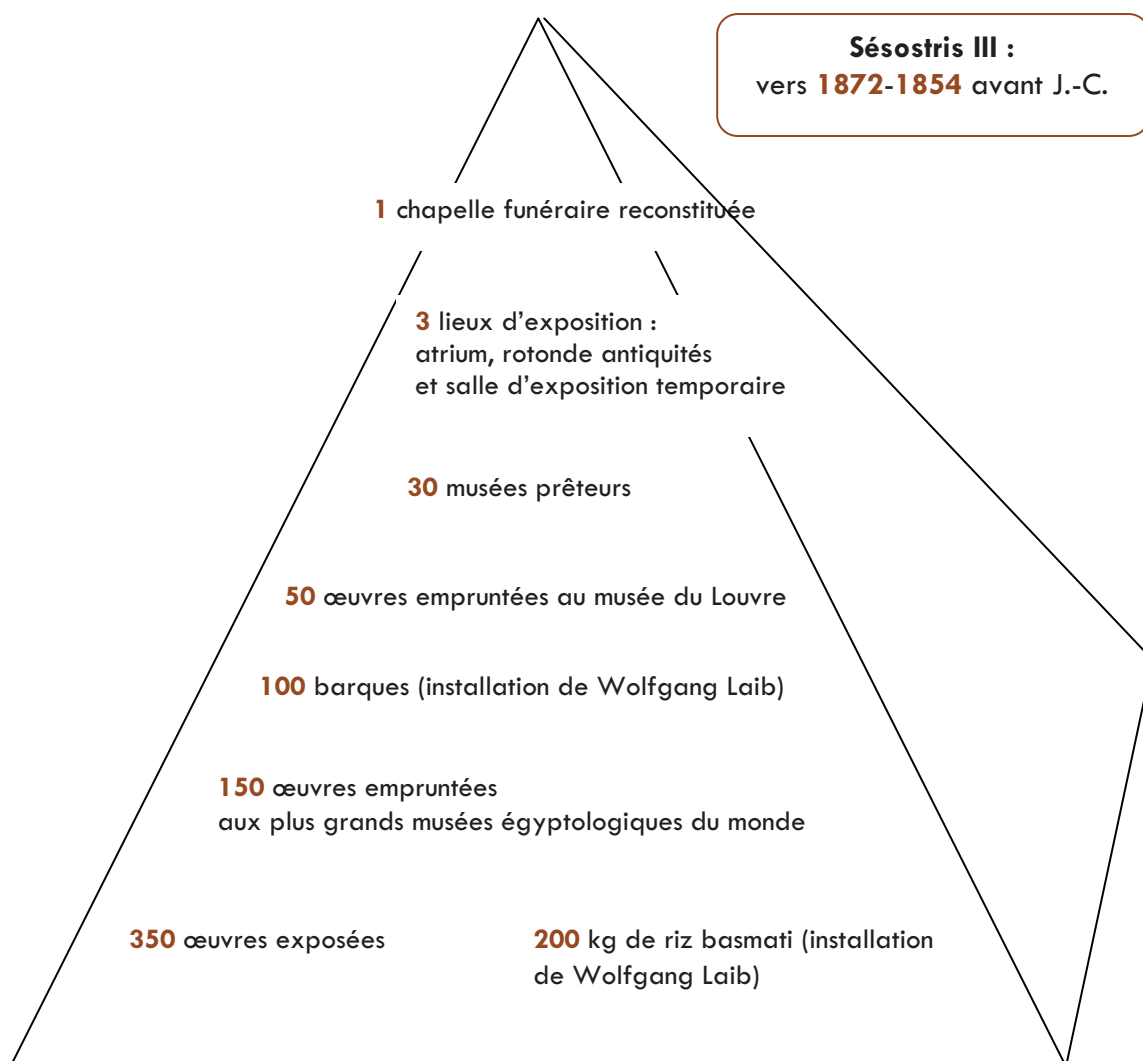 Sésostris III :
vers 1872-1854 avant J.-C.
1 chapelle funéraire reconstituée
3 lieux d’exposition :
atrium, rotonde antiquités
et salle d’exposition temporaire
30 musées prêteurs
50 œuvres empruntées au musée du Louvre
100 barques (installation de Wolfgang Laib)
150 œuvres empruntées
aux plus grands musées égyptologiques du monde
350 œuvres exposées
200 kg de riz basmati (installation
de Wolfgang Laib)